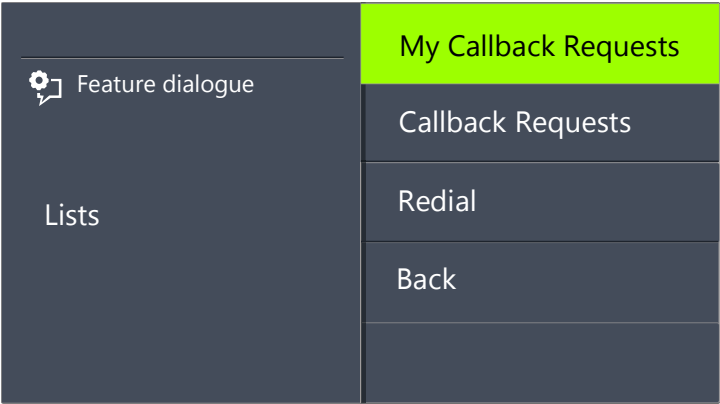 Feature dialogue
Lists
My Callback Requests
Callback Requests
Redial
Back